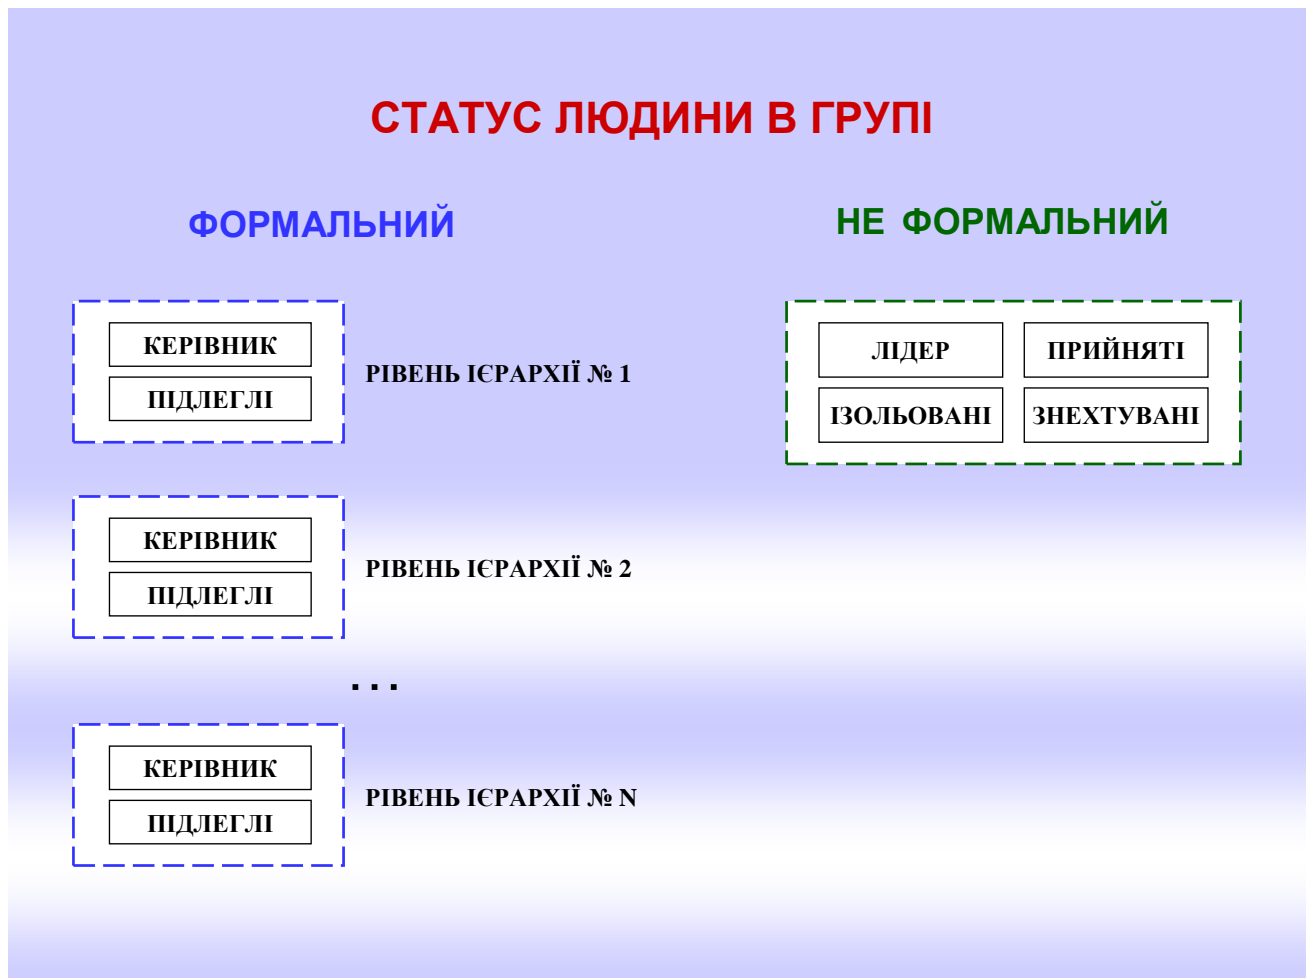 СТАТУС ЛЮДИНИ В ГРУПІ
ФОРМАЛЬНИЙ
КЕРІВНИК
ПІДЛЕГЛІ
РІВЕНЬ ІЄРАРХІЇ № 1
КЕРІВНИК
ПІДЛЕГЛІ
РІВЕНЬ ІЄРАРХІЇ № 2
. . .
КЕРІВНИК
ПІДЛЕГЛІ
РІВЕНЬ ІЄРАРХІЇ № N
НЕ ФОРМАЛЬНИЙ
ЛІДЕР
ПРИЙНЯТІ
ІЗОЛЬОВАНІ
ЗНЕХТУВАНІ